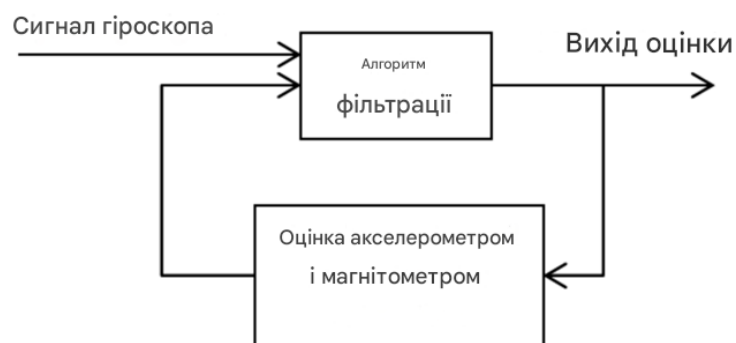 Сигнал гіроскопа
Вихід оцінки
Алгоритм
фільтрації
Оцінка акселерометром
і магнітометром